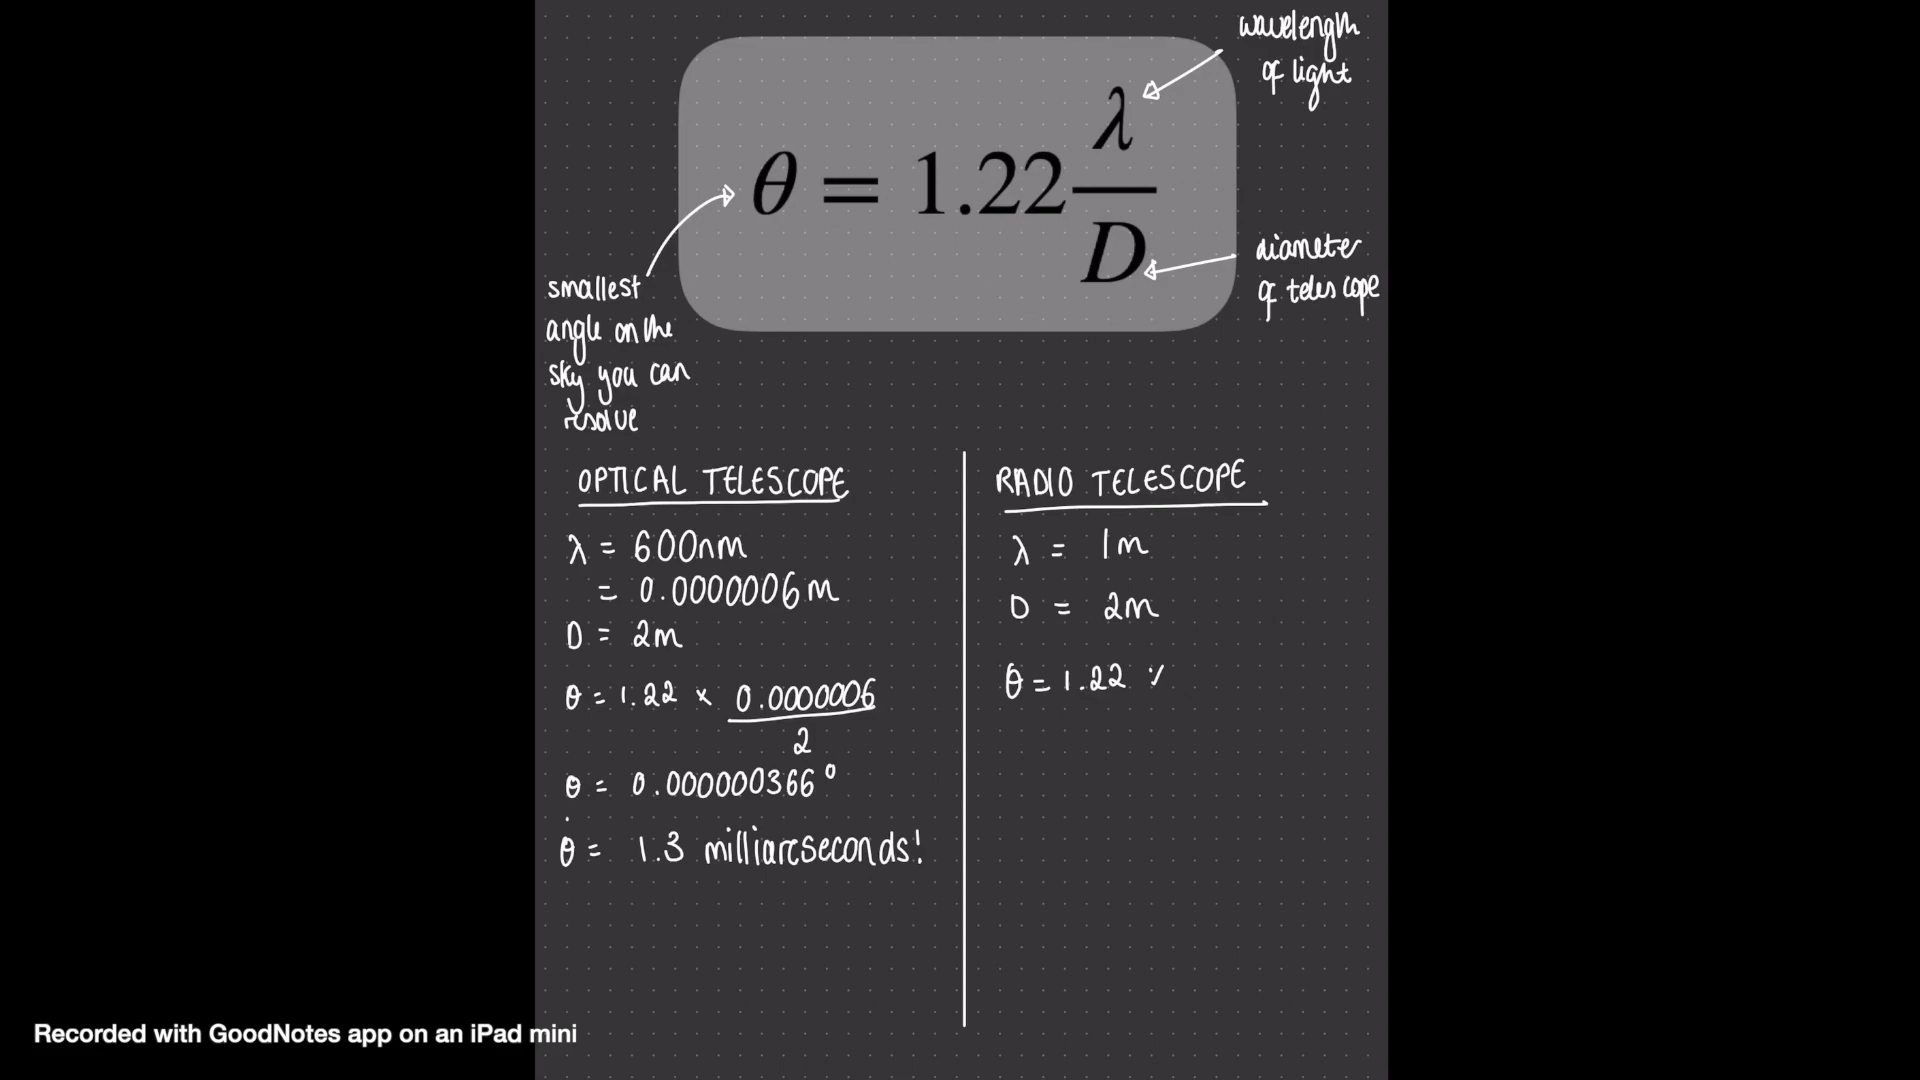 wavelength
of light
θ = 1.22 λ
D
smallest
angle on the
sky you can
resolve
diameter
of telescope
OPTICAL TELESCOPE
λ = 600nm
= 0.0000006m
D = 2m
θ = 1.22 × 0.0000006
2
θ = 0.000000366°
θ = 1.3 milliarcseconds!
RADIO TELESCOPE
λ = 1m
D = 2m
θ = 1.22
Recorded with GoodNotes app on an iPad mini